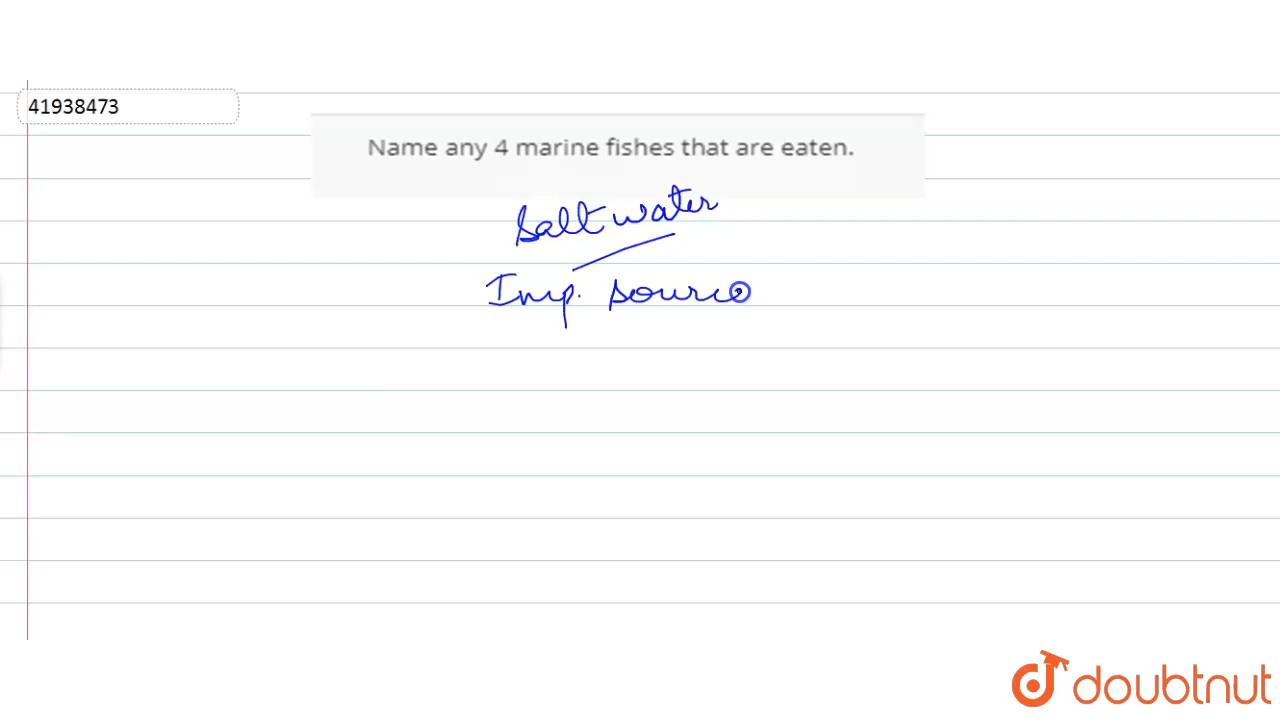 41938473
Name any 4 marine fishes that are eaten.
Salt water
Imp. source
doubtnut